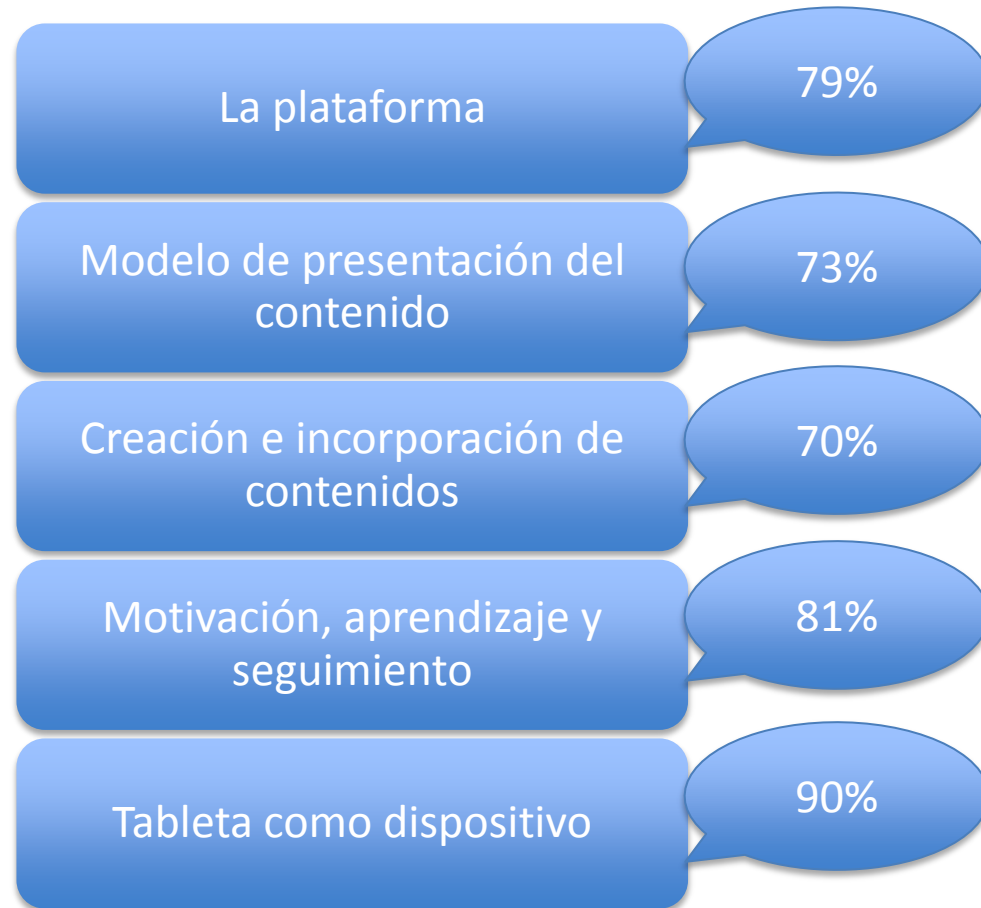 La plataforma
79%
Modelo de presentación del
contenido
73%
Creación e incorporación de
contenidos
70%
Motivación, aprendizaje y
seguimiento
81%
Tableta como dispositivo
90%